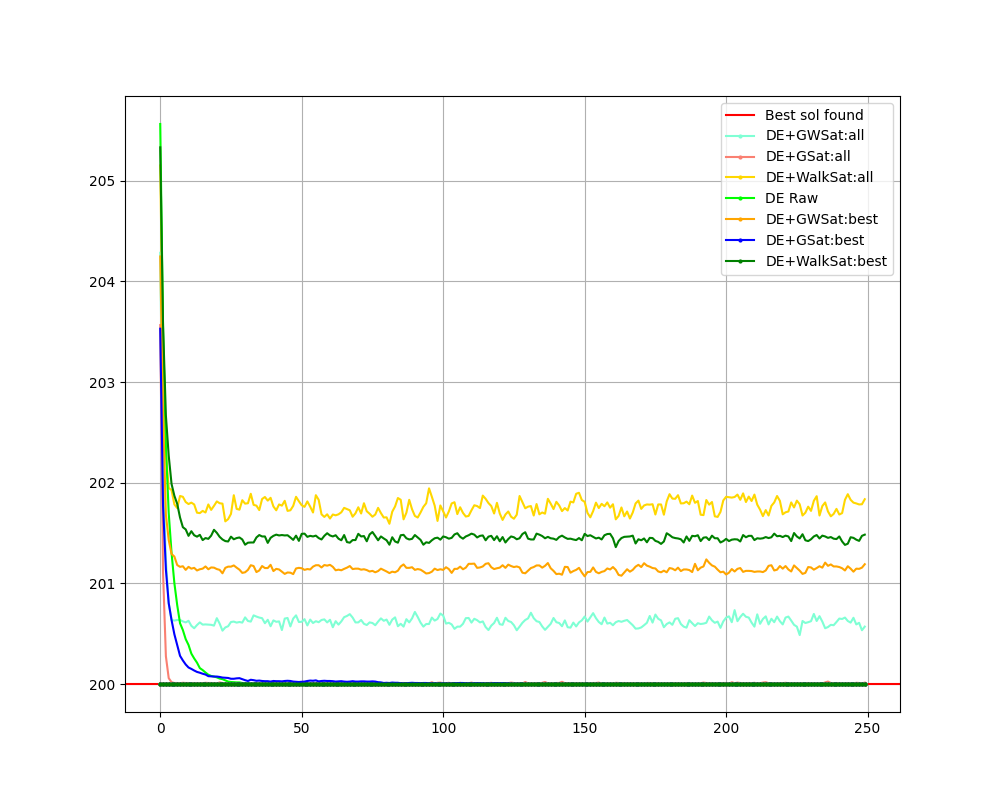 Best sol found
DE+GWSat:all
DE+GSat:all
DE+WalkSat:all
DE Raw
DE+GWSat:best
DE+GSat:best
DE+WalkSat:best
205
204
203
202
201
200
0 50 100 150 200 250